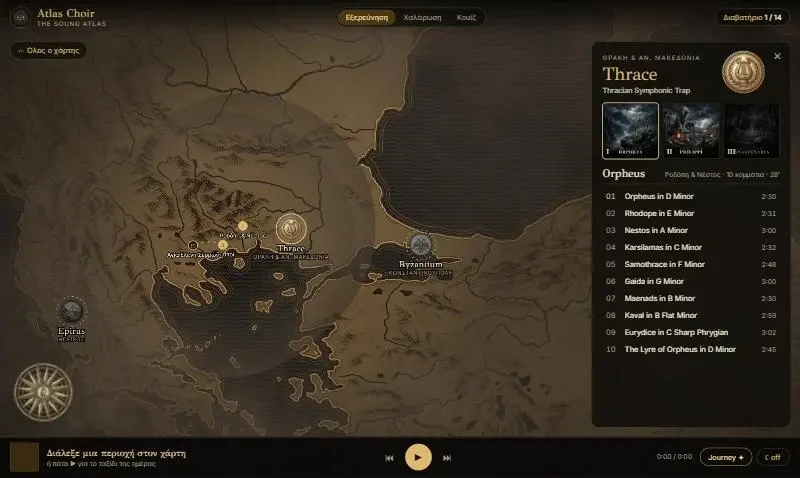 Atlas Choir
THE SOUND ATLAS
Εξερεύνηση Χαλάρωση Κουίζ
Διαβατήριο 1 / 14
← Όλος ο χάρτης
Thrace
ΘΡΑΚΗ & ΑΝ. ΜΑΚΕΔΟΝΙΑ
Byzantium
ΚΩΝΣΤΑΝΤΙΝΟΥΠΟΛΗ
Epirus
ΗΠΕΙΡΟΣ
ΘΡΑΚΗ & ΑΝ. ΜΑΚΕΔΟΝΙΑ
Thrace
Thracian Symphonic Trap
I ORPHEUS
II PHILIPPI
III ANASTENARIA
Orpheus Ροδόπη & Νέστος · 10 κομμάτια · 28'
01 Orpheus in D Minor 2:30
02 Rhodope in E Minor 2:31
03 Nestos in A Minor 3:00
04 Karsilamas in C Minor 2:32
05 Samothrace in F Minor 2:48
06 Gaida in G Minor 3:00
07 Maenads in B Minor 2:30
08 Kaval in B Flat Minor 2:59
09 Eurydice in C Sharp Phrygian 3:02
10 The Lyre of Orpheus in D Minor 2:45
Διάλεξε μια περιοχή στον χάρτη
ή πάτα ▶ για το ταξίδι της ημέρας
0:00 / 0:00
Journey ✦
☾ off